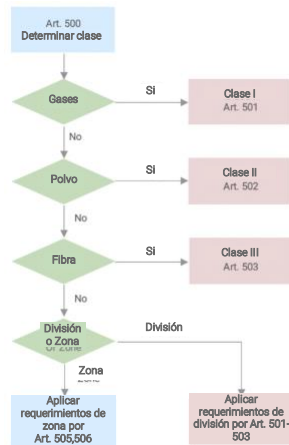 Art. 500
Determinar clase
Gases
Si
Clase I
Art. 501
No
Polvo
Si
Clase II
Art. 502
No
Fibra
Si
Clase III
Art. 503
No
División
o Zona
División
Zona
Aplicar
requerimientos de
zona por
Art. 505,506
Aplicar
requerimientos de
división por Art. 501-
503